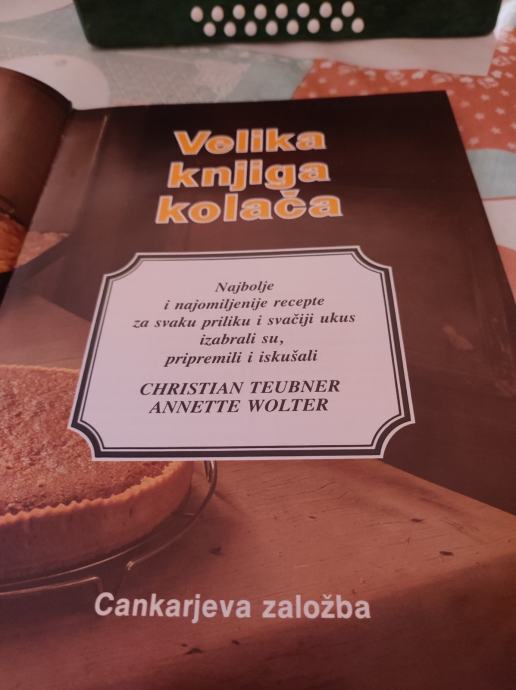 Velika
knjiga
kolača
Najbolje
i najomiljenije recepte
za svaku priliku i svačiji ukus
izabrali su,
pripremili i iskušali
CHRISTIAN TEUBNER
ANNETTE WOLTER
Cankarjeva založba